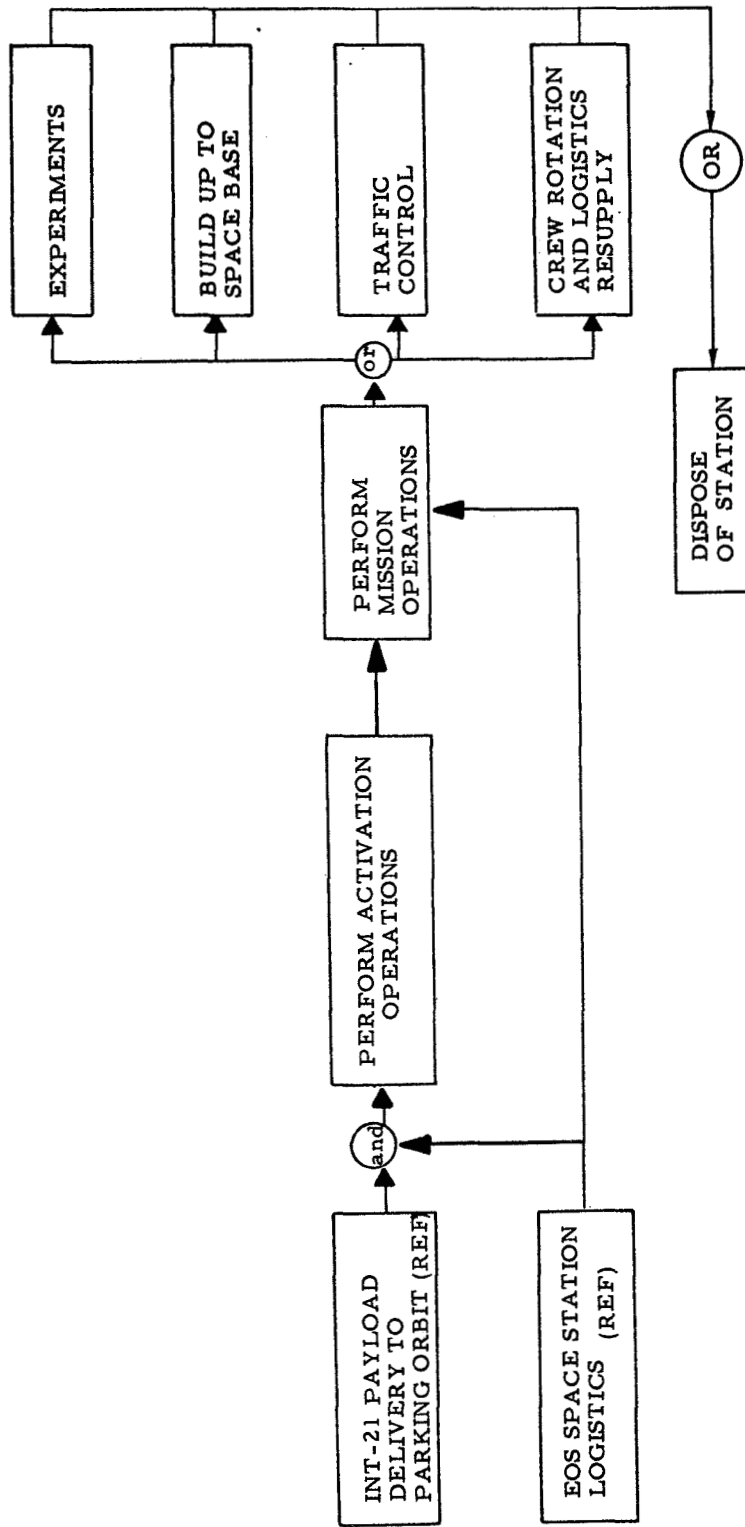 INT-21 PAYLOAD
DELIVERY TO
PARKING ORBIT (REF)
EOS SPACE STATION
LOGISTICS (REF)
and
PERFORM ACTIVATION
OPERATIONS
PERFORM
MISSION
OPERATIONS
or
EXPERIMENTS
BUILD UP TO
SPACE BASE
TRAFFIC
CONTROL
CREW ROTATION
AND LOGISTICS
RESUPPLY
OR
DISPOSE
OF STATION